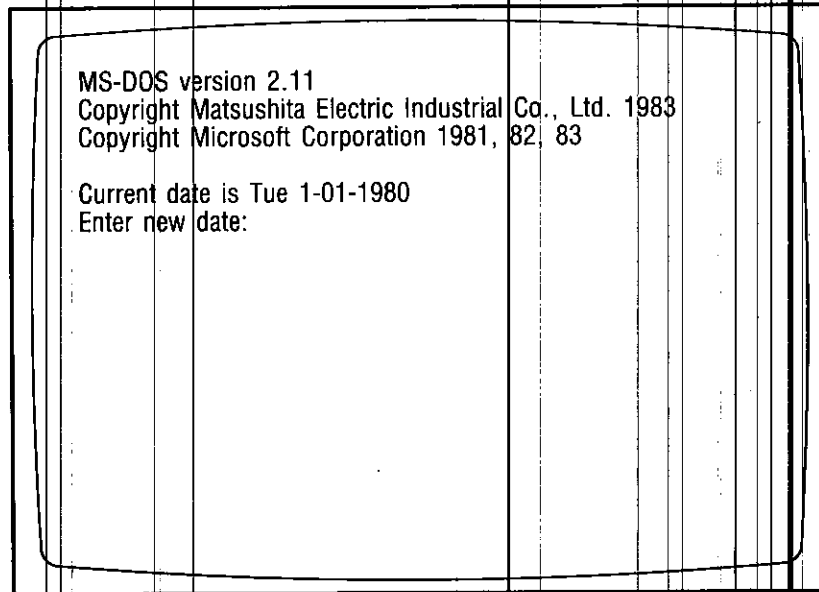 MS-DOS version 2.11
Copyright Matsushita Electric Industrial Co., Ltd. 1983
Copyright Microsoft Corporation 1981, 82, 83
Current date is Tue 1-01-1980
Enter new date: